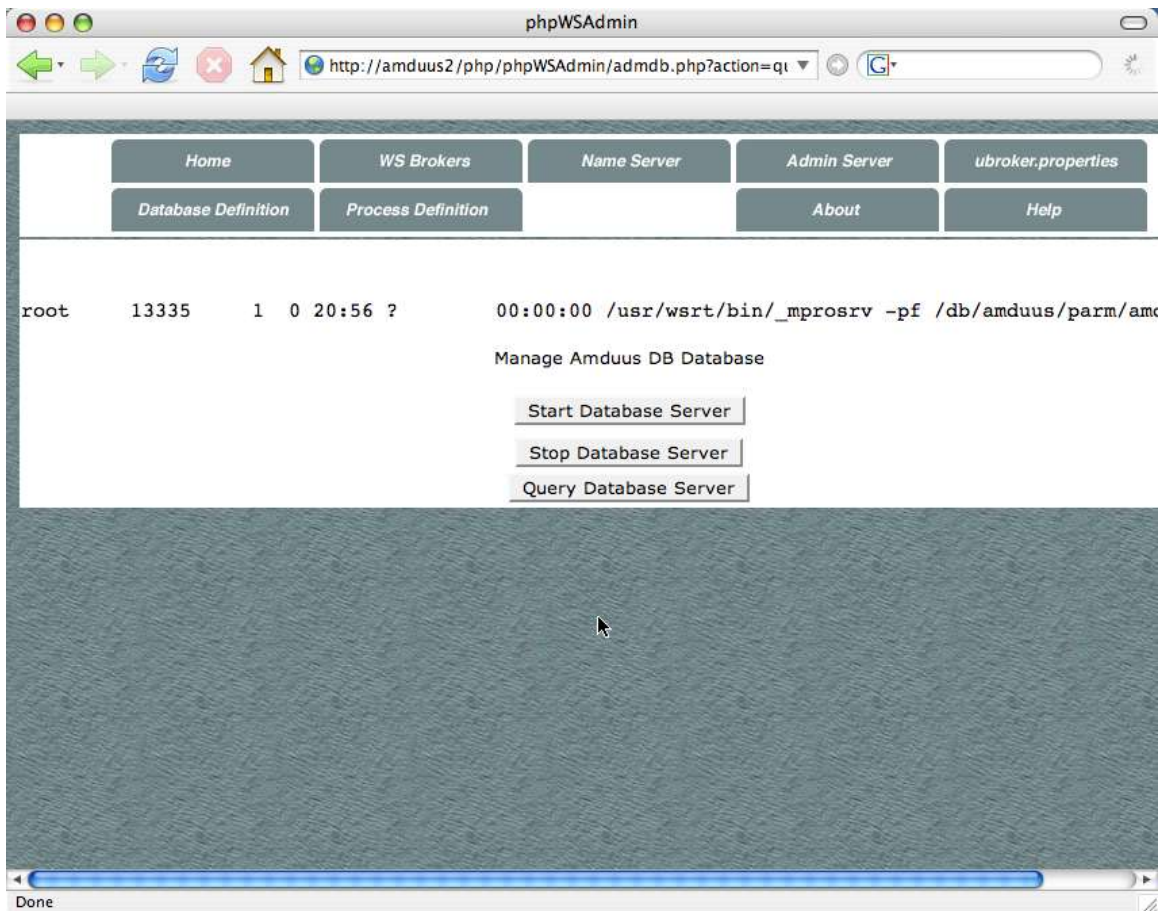 phpWSAdmin
http://amduus2/php/phpWSAdmin/admdb.php?action=qu
G
Home WS Brokers Name Server Admin Server ubroker.properties
Database Definition Process Definition About Help
root 13335 1 0 20:56 ? 00:00:00 /usr/wsrt/bin/_mprosrv -pf /db/amduus/parm/amd
Manage Amduus DB Database
Start Database Server
Stop Database Server
Query Database Server
Done